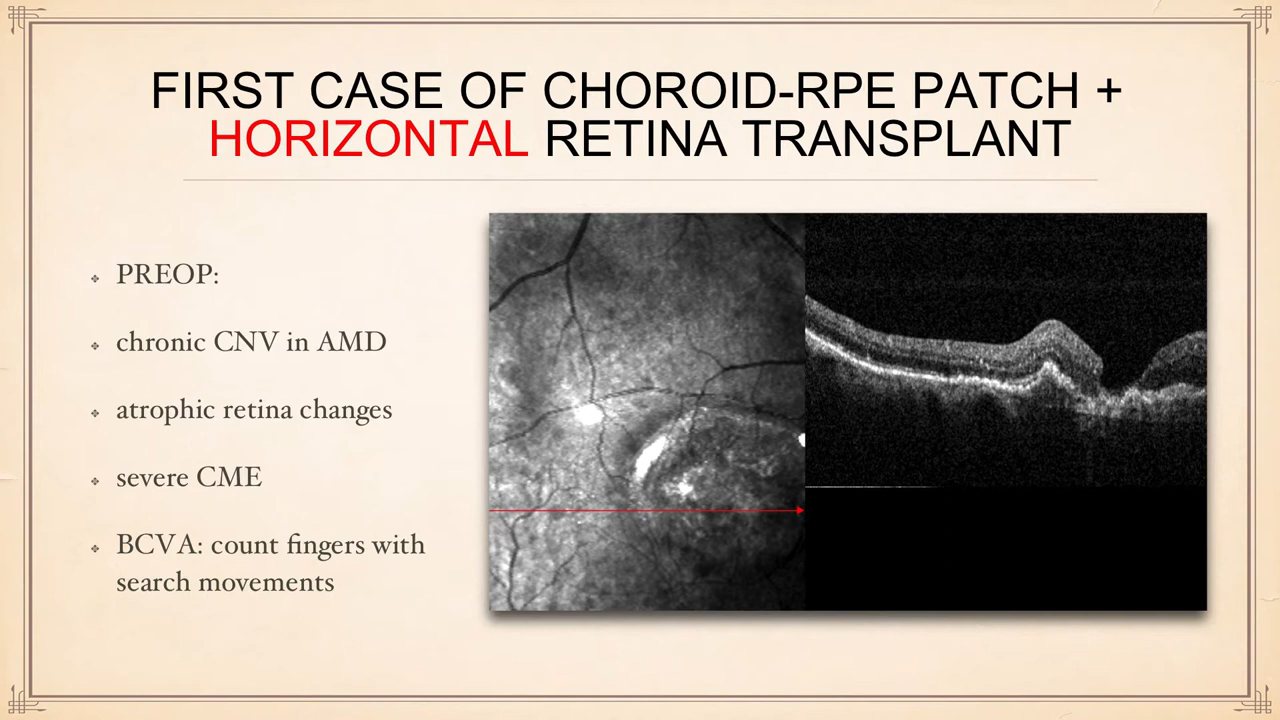 FIRST CASE OF CHOROID-RPE PATCH +
HORIZONTAL RETINA TRANSPLANT
PREOP:
chronic CNV in AMD
atrophic retina changes
severe CME
BCVA: count fingers with
search movements